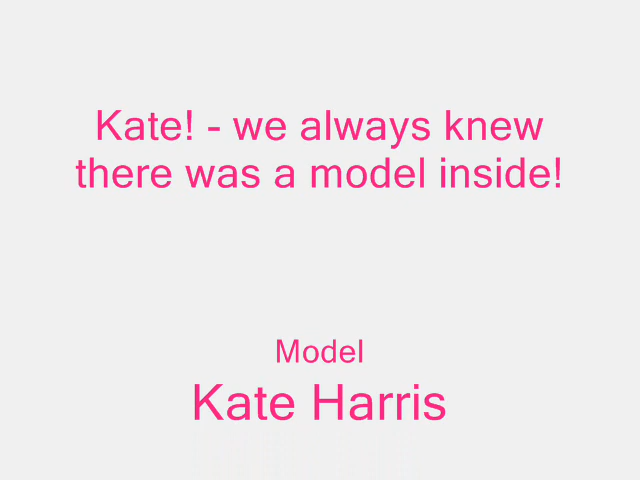 Kate! - we always knew
there was a model inside!
Model
Kate Harris